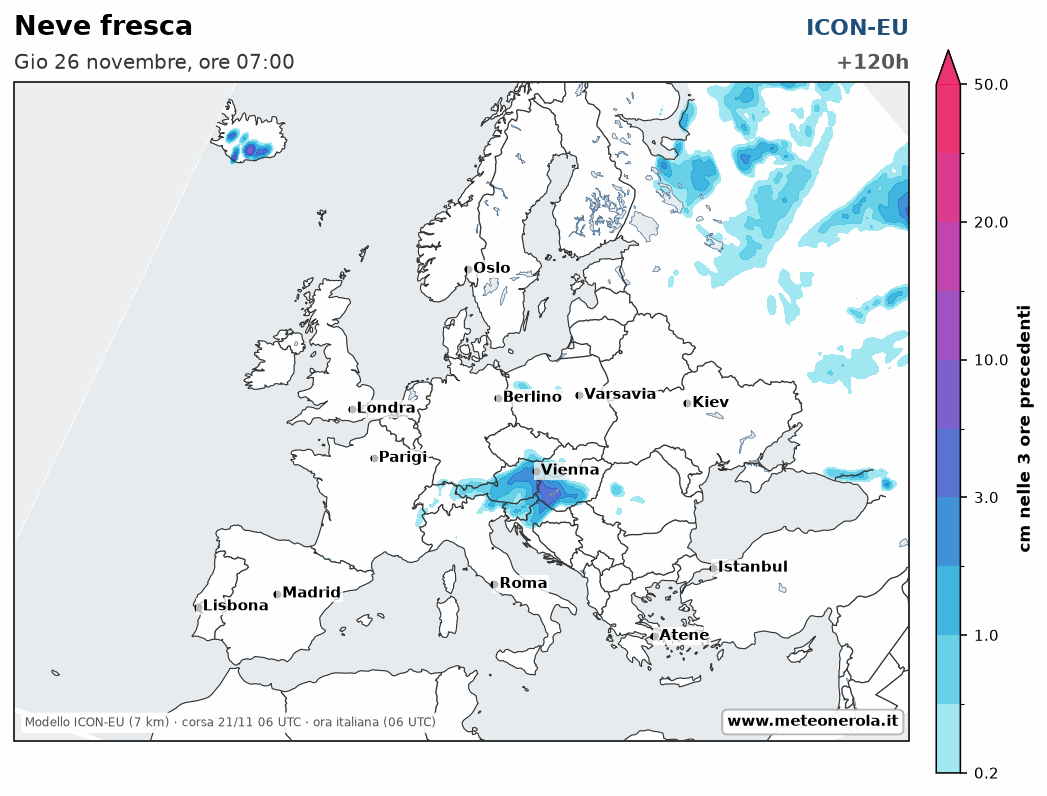 Neve fresca
ICON-EU
Gio 26 novembre, ore 07:00
+120h
50.0
20.0
10.0
3.0
1.0
0.2
cm nelle 3 ore precedenti
Oslo
Berlino
Varsavia
Kiev
Londra
Parigi
Vienna
Istanbul
Roma
Madrid
Lisbona
Atene
Modello ICON-EU (7 km) · corsa 21/11 06 UTC · ora italiana (06 UTC)
www.meteonerola.it